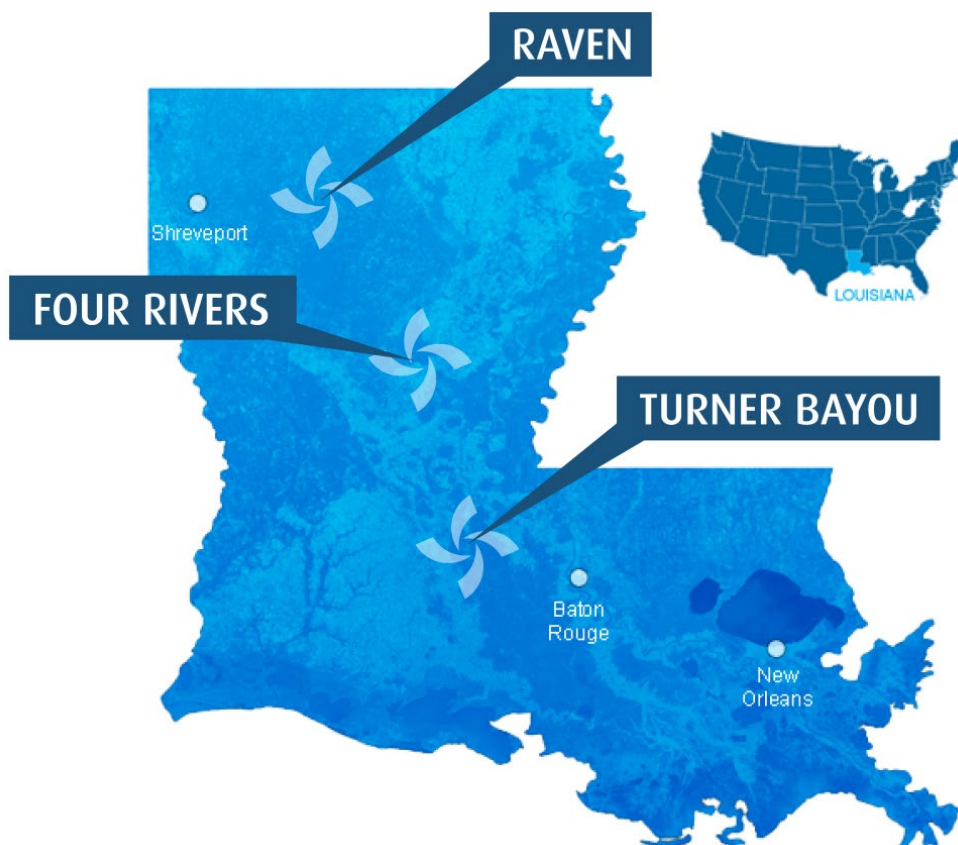 RAVEN
Shreveport
LOUISIANA
FOUR RIVERS
TURNER BAYOU
Baton
Rouge
New
Orleans